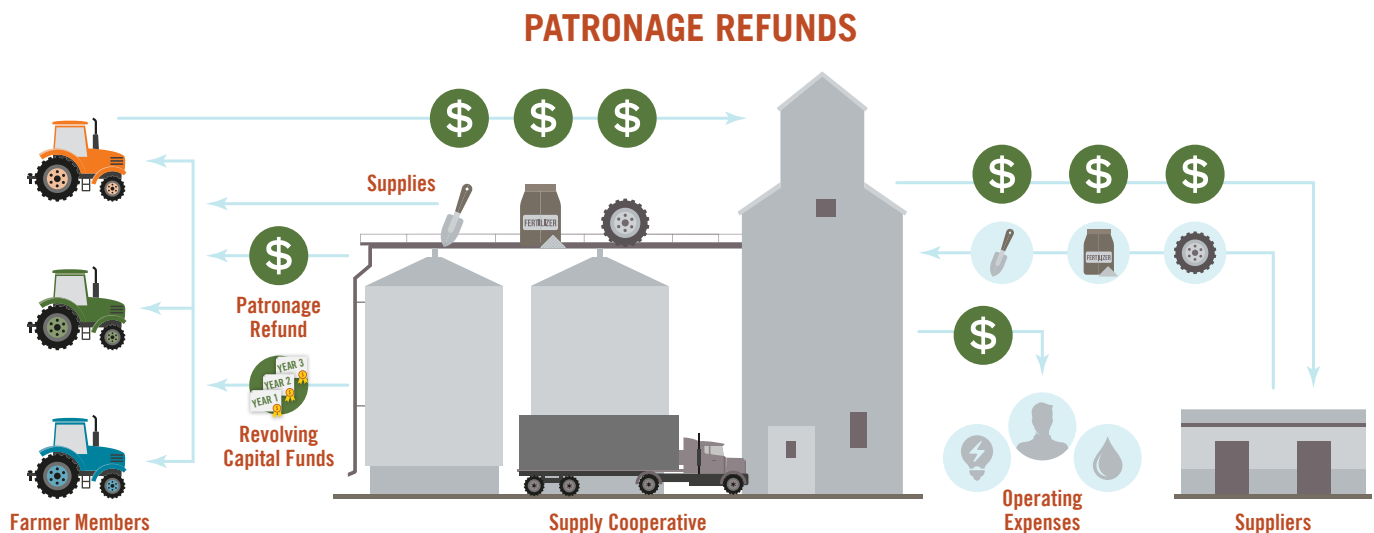 PATRONAGE REFUNDS
Supplies
FERTILIZER
FERTILIZER
Patronage
Refund
YEAR 3
YEAR 2
YEAR 1
Revolving
Capital Funds
Farmer Members
Supply Cooperative
Operating
Expenses
Suppliers